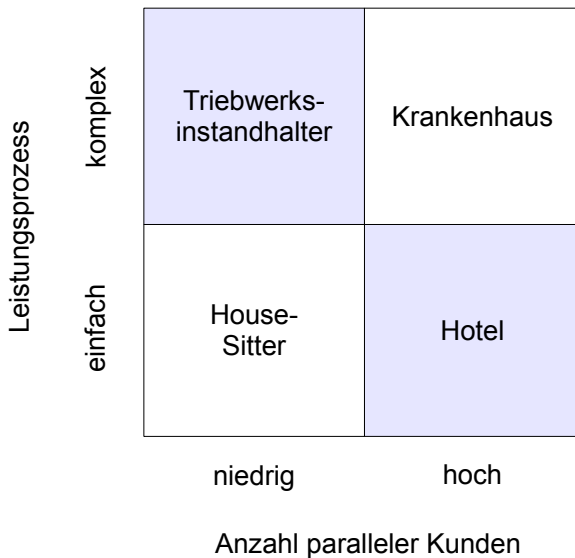 Leistungsprozess
komplex
einfach
Triebwerks-
instandhalter
Krankenhaus
House-
Sitter
Hotel
niedrig
hoch
Anzahl paralleler Kunden